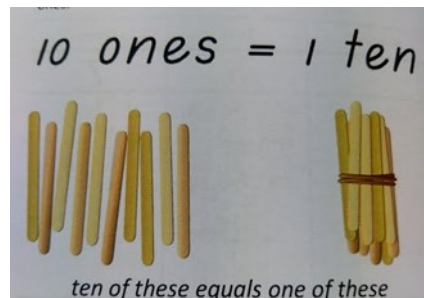 10 ones = 1 ten
ten of these equals one of these